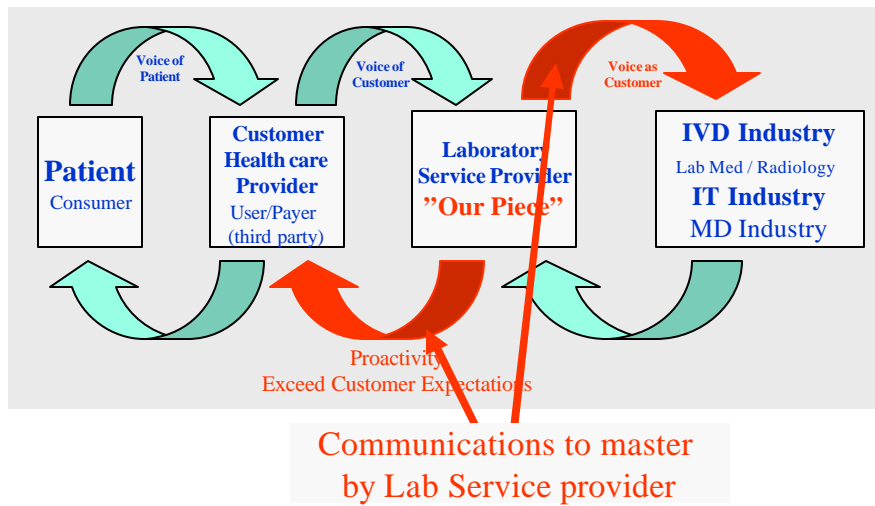 Voice of
Patient
Voice of
Customer
Voice as
Customer
Patient
Consumer
Customer
Health care
Provider
User/Payer
(third party)
Laboratory
Service Provider
”Our Piece”
IVD Industry
Lab Med / Radiology
IT Industry
MD Industry
Proactivity
Exceed Customer Expectations
Communications to master
by Lab Service provider